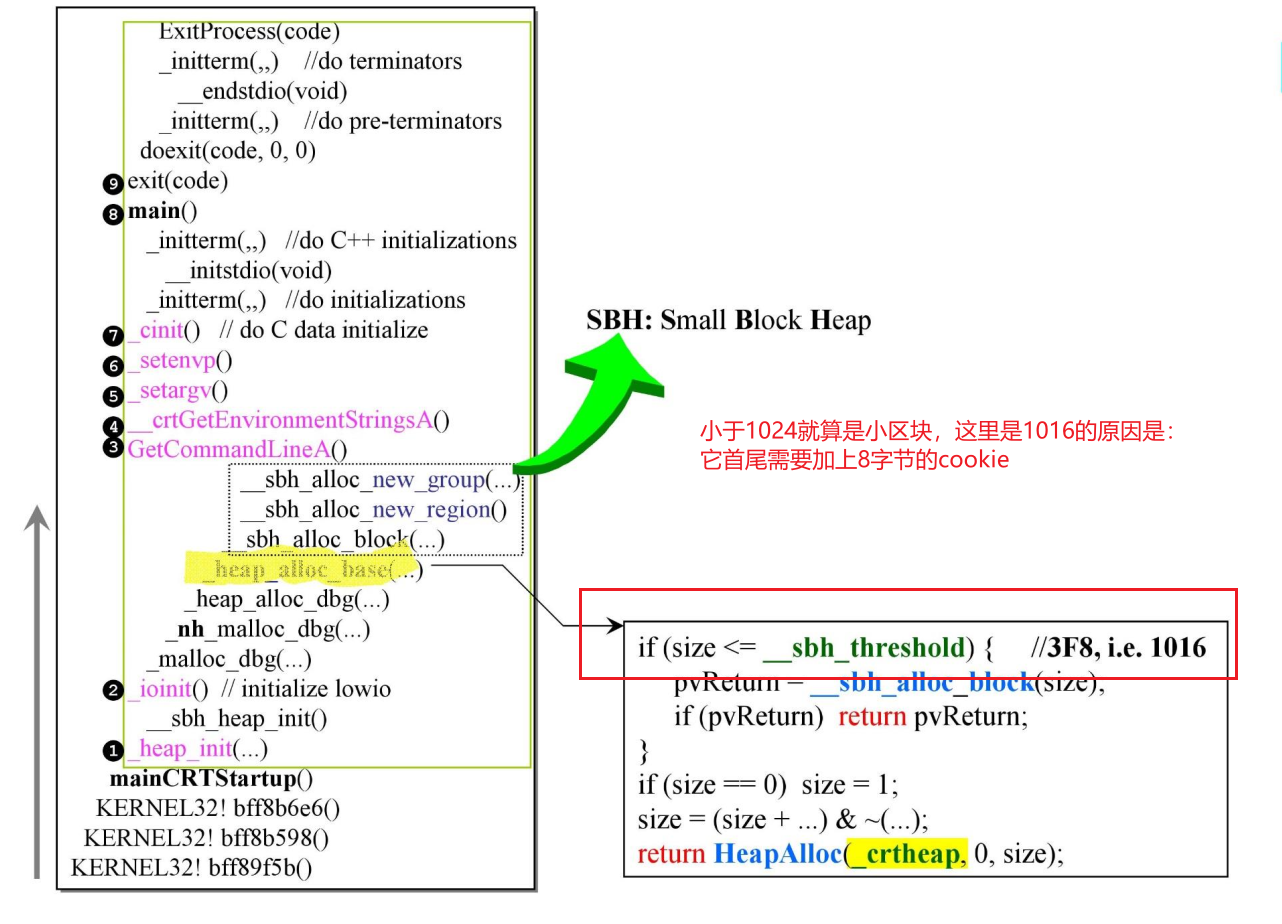 ExitProcess(code)
_initterm(,,) //do terminators
__endstdio(void)
_initterm(,,) //do pre-terminators
doexit(code, 0, 0)
❾ exit(code)
❽ main()
_initterm(,,) //do C++ initializations
__initstdio(void)
_initterm(,,) //do initializations
❼ _cinit() // do C data initialize
❻ _setenvp()
❺ _setargv()
❹ __crtGetEnvironmentStringsA()
❸ GetCommandLineA()
__sbh_alloc_new_group(...)
__sbh_alloc_new_region()
__sbh_alloc_block(...)
_heap_alloc_base(...)
_heap_alloc_dbg(...)
_nh_malloc_dbg(...)
_malloc_dbg(...)
❷ _ioinit() // initialize lowio
__sbh_heap_init()
❶ _heap_init(...)
mainCRTStartup()
KERNEL32! bff8b6e6()
KERNEL32! bff8b598()
KERNEL32! bff89f5b()
SBH: Small Block Heap
小于1024就算是小区块，这里是1016的原因是：
它首尾需要加上8字节的cookie
if (size <= __sbh_threshold) { //3F8, i.e. 1016
pvReturn = __sbh_alloc_block(size);
if (pvReturn) return pvReturn;
}
if (size == 0) size = 1;
size = (size + ...) & ~(...);
return HeapAlloc(_crtheap, 0, size);